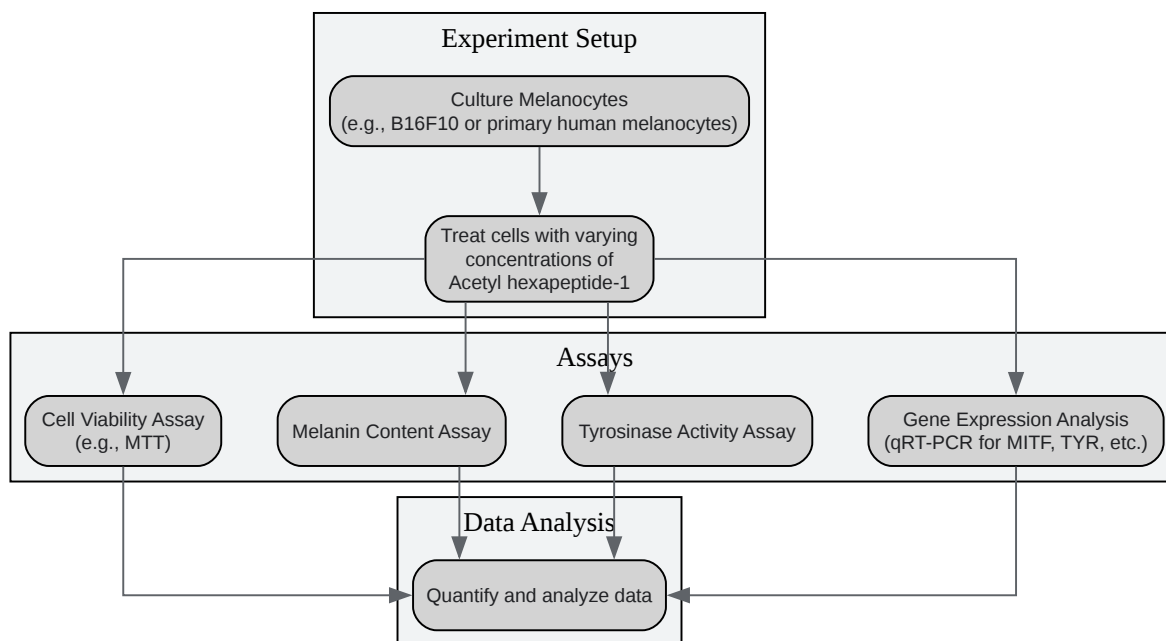 Experiment Setup
Culture Melanocytes
(e.g., B16F10 or primary human melanocytes)
Treat cells with varying
concentrations of
Acetyl hexapeptide-1
Assays
Cell Viability Assay
(e.g., MTT)
Melanin Content Assay
Tyrosinase Activity Assay
Gene Expression Analysis
(qRT-PCR for MITF, TYR, etc.)
Data Analysis
Quantify and analyze data